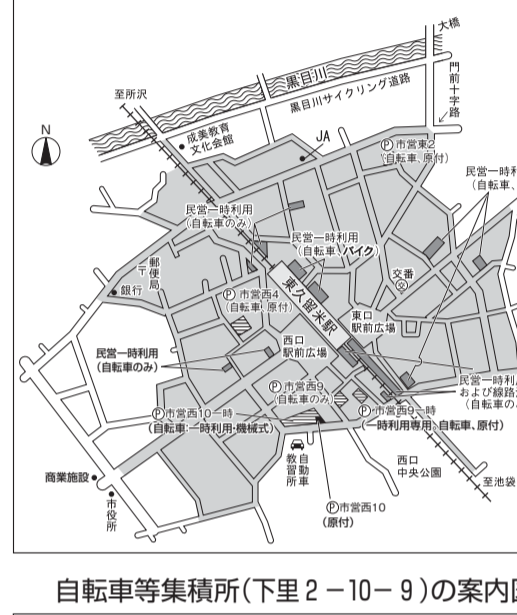 大橋
門前十字路
黒目川
黒目川サイクリング道路
至所沢
成美教育
文化会館
JA
N
Ⓟ市営東2
(自転車、原付)
民営一時利
(自転車、
民営一時利用
(自転車のみ)
民営一時利用
(自転車、バイク)
交番
郵便局
〒
銀行
Ⓟ市営西4
(自転車、原付)
東久留米駅
東口
駅前広場
西口
駅前広場
民営一時利用
(自転車のみ)
民営一時利
および線路
(自転車の
Ⓟ市営西9
(自転車のみ)
Ⓟ市営西10一時
(自転車:一時利用・機械式)
Ⓟ市営西9一時
(一時利用専用:自転車、原付)
自動車
教習所
西口
中央公園
商業施設
市役所
至池袋
Ⓟ市営西10
(原付)
自転車等集積所(下里2-10-9)の案内